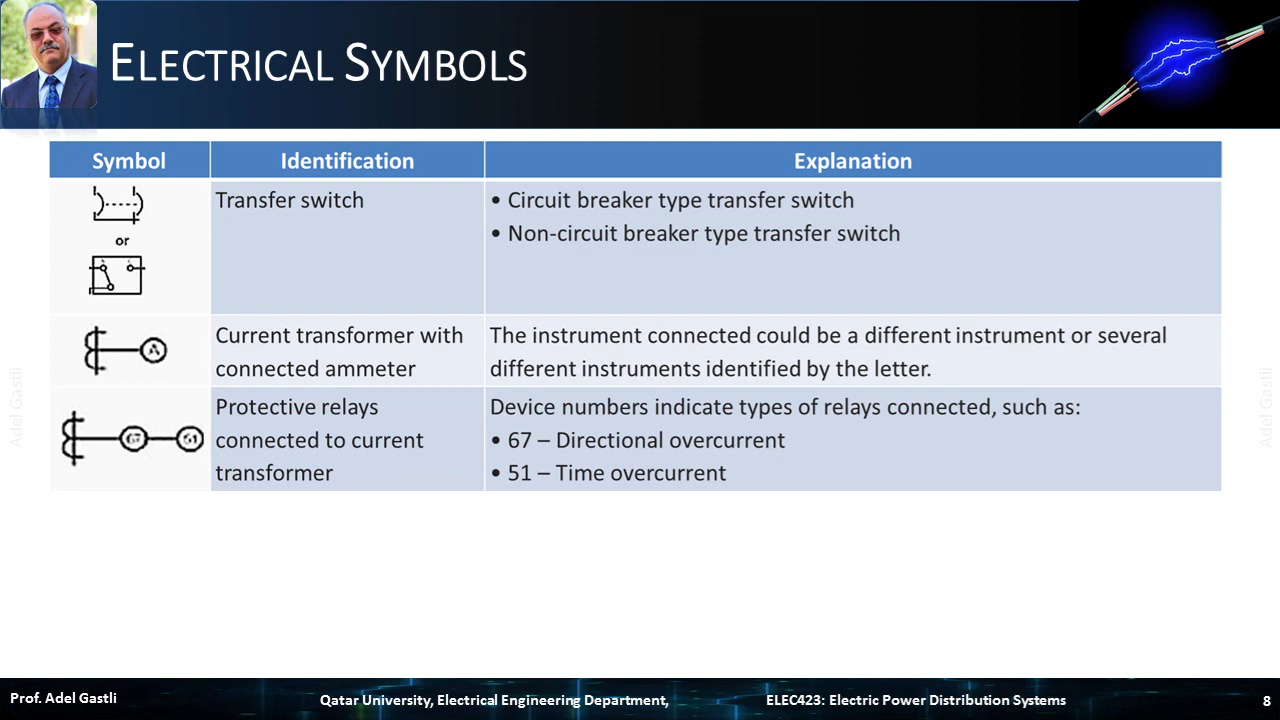 ELECTRICAL SYMBOLS
Symbol Identification Explanation
or
Transfer switch
• Circuit breaker type transfer switch
• Non-circuit breaker type transfer switch
A
Current transformer with
connected ammeter
The instrument connected could be a different instrument or several
different instruments identified by the letter.
67 51
Protective relays
connected to current
transformer
Device numbers indicate types of relays connected, such as:
• 67 – Directional overcurrent
• 51 – Time overcurrent
Adel Gastli
Adel Gastli
Prof. Adel Gastli
Qatar University, Electrical Engineering Department,
ELEC423: Electric Power Distribution Systems
8